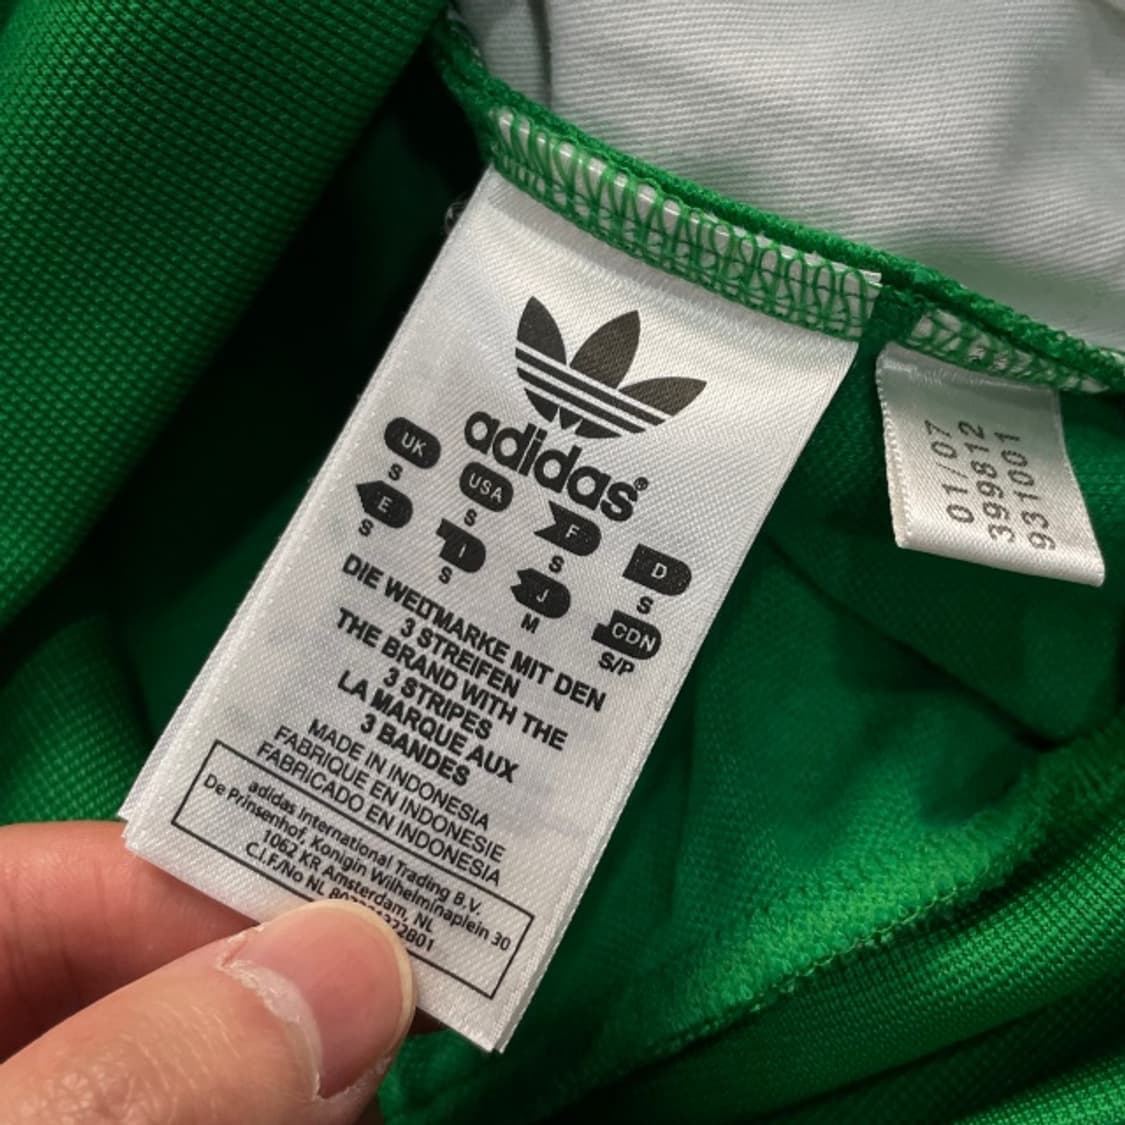 adidas®
UK USA F D
S S S S
E I J CDN
S S M S/P
DIE WELTMARKE MIT DEN
3 STREIFEN
THE BRAND WITH THE
3 STRIPES
LA MARQUE AUX
3 BANDES
MADE IN INDONESIA
FABRIQUE EN INDONESIE
FABRICADO EN INDONESIA
adidas International Trading B.V.
De Prinsenhof, Konigin Wilhelminaplein 30
1062 KR Amsterdam, NL
C.I.F./No NL
01/07
399812
931001